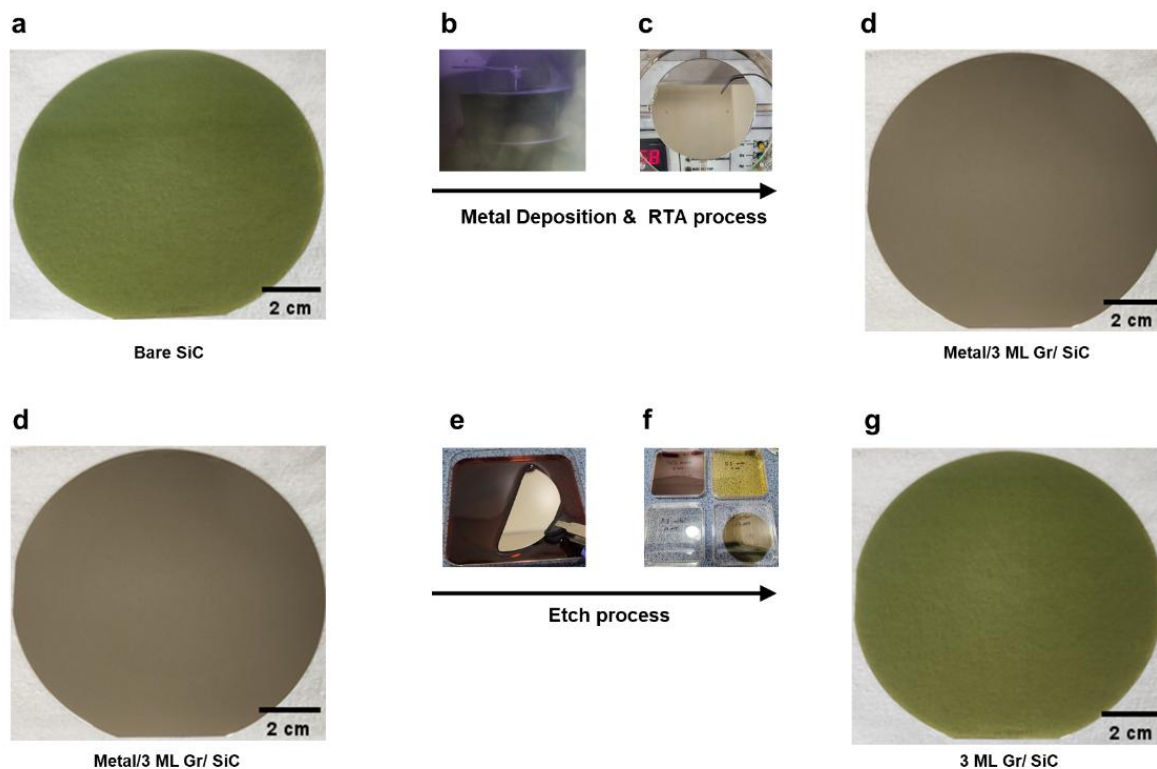 a
b
c
d
2 cm
Metal Deposition & RTA process
2 cm
Bare SiC
Metal/3 ML Gr/ SiC
d
e
f
g
Etch process
2 cm
2 cm
Metal/3 ML Gr/ SiC
3 ML Gr/ SiC